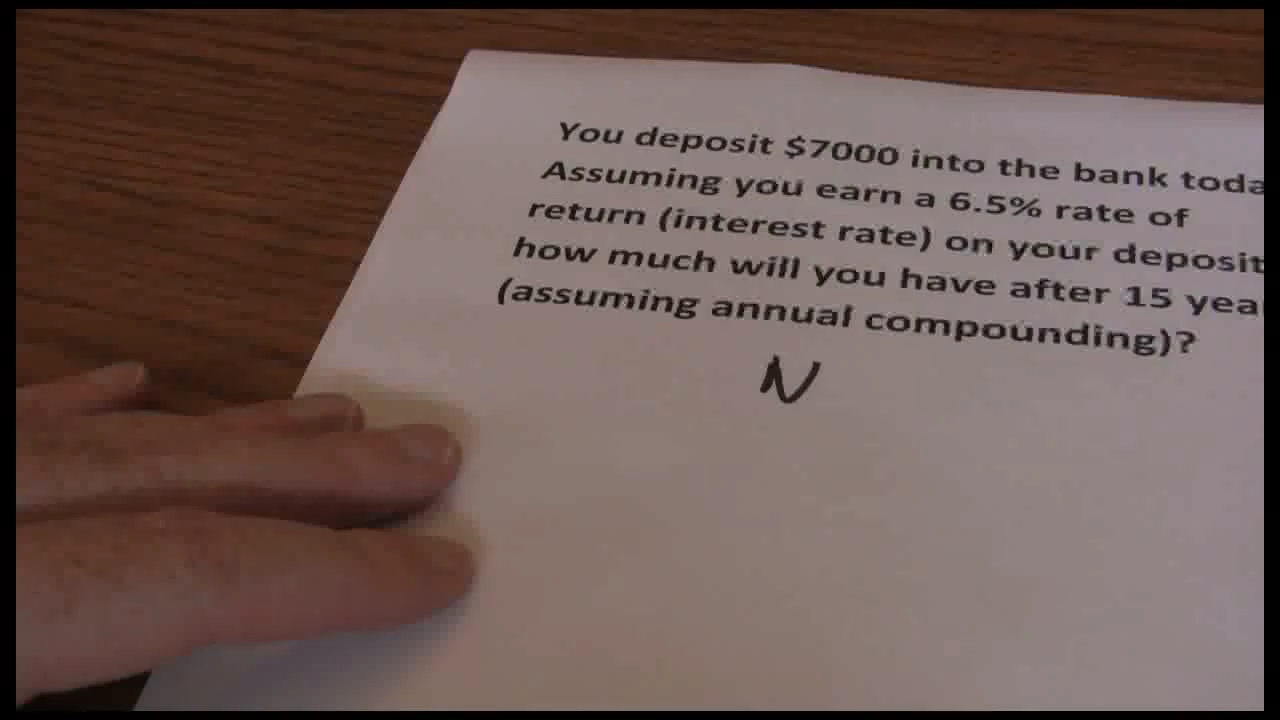 You deposit $7000 into the bank toda
Assuming you earn a 6.5% rate of
return (interest rate) on your deposit
how much will you have after 15 yea
(assuming annual compounding)?
N